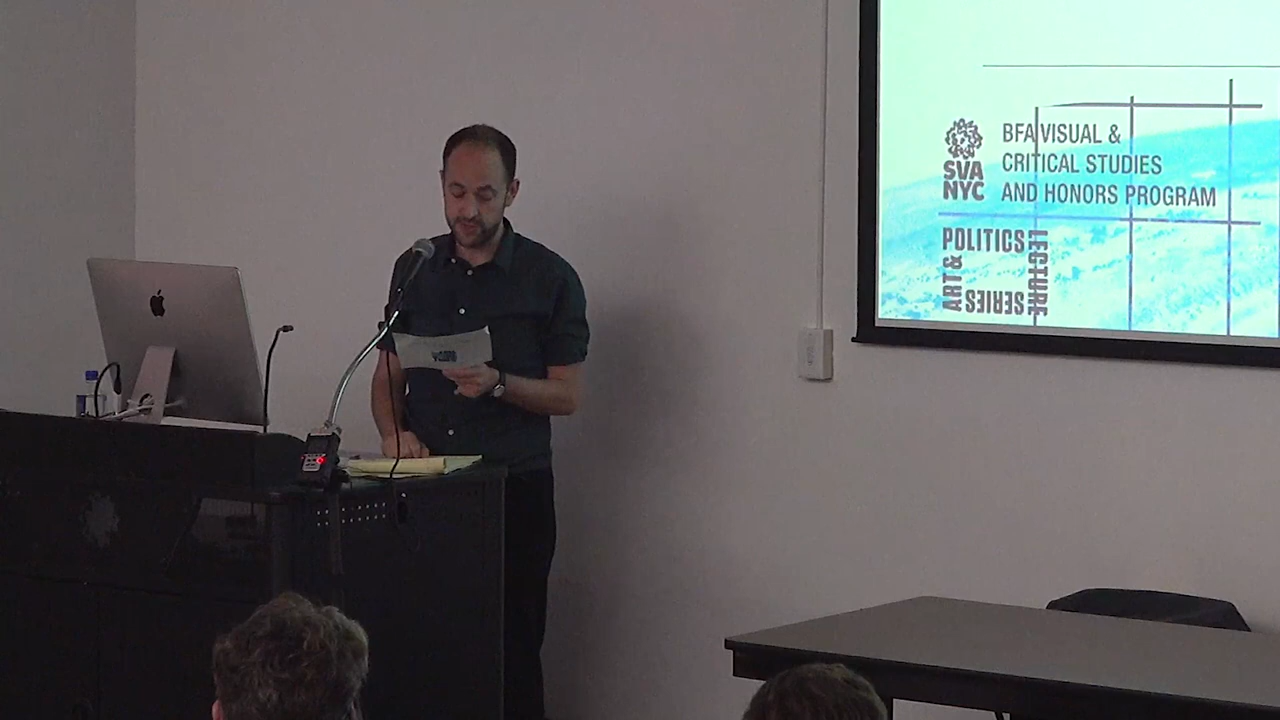 SVA
NYC
BFA VISUAL &
CRITICAL STUDIES
AND HONORS PROGRAM
ART & POLITICS LECTURE SERIES